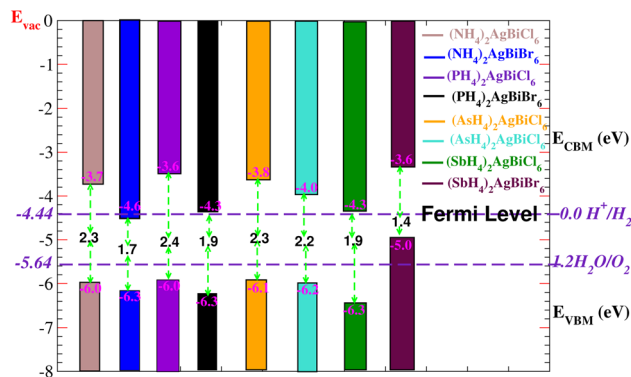 E_vac
0
-1
-2
-3
-4
-5
-6
-7
-8
-4.44
-5.64
(NH₄)₂AgBiCl₆
(NH₄)₂AgBiBr₆
(PH₄)₂AgBiCl₆
(PH₄)₂AgBiBr₆
(AsH₄)₂AgBiCl₆
(AsH₄)₂AgBiCl₆
(SbH₄)₂AgBiCl₆
(SbH₄)₂AgBiBr₆
E_CBM (eV)
-3.7 -4.6 -3.6 -4.3 -3.8 -4.0 -4.3 -3.6
Fermi Level
0.0 H⁺/H₂
2.3 1.7 2.4 1.9 2.3 2.2 1.9 1.4
-5.0
1.2H₂O/O₂
-6.0 -6.3 -6.0 -6.3 -6.1 -6.2 -6.3
E_VBM (eV)